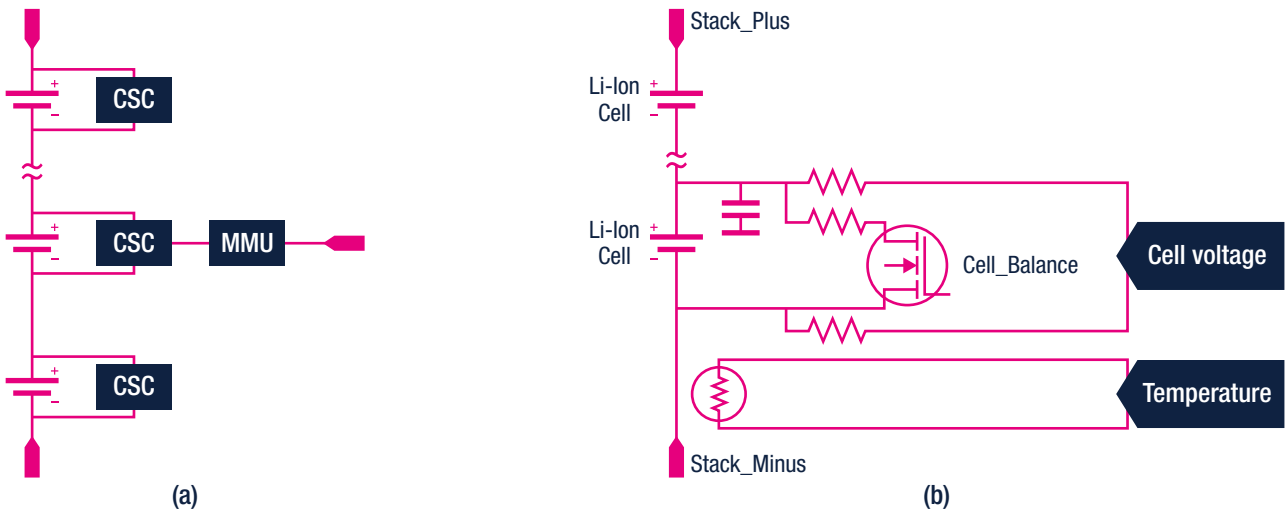 +
CSC
−
+
CSC
MMU
−
+
CSC
−
(a)
Stack_Plus
Li-Ion
Cell
+
−
Li-Ion
Cell
+
−
Cell_Balance
Cell voltage
Temperature
Stack_Minus
(b)